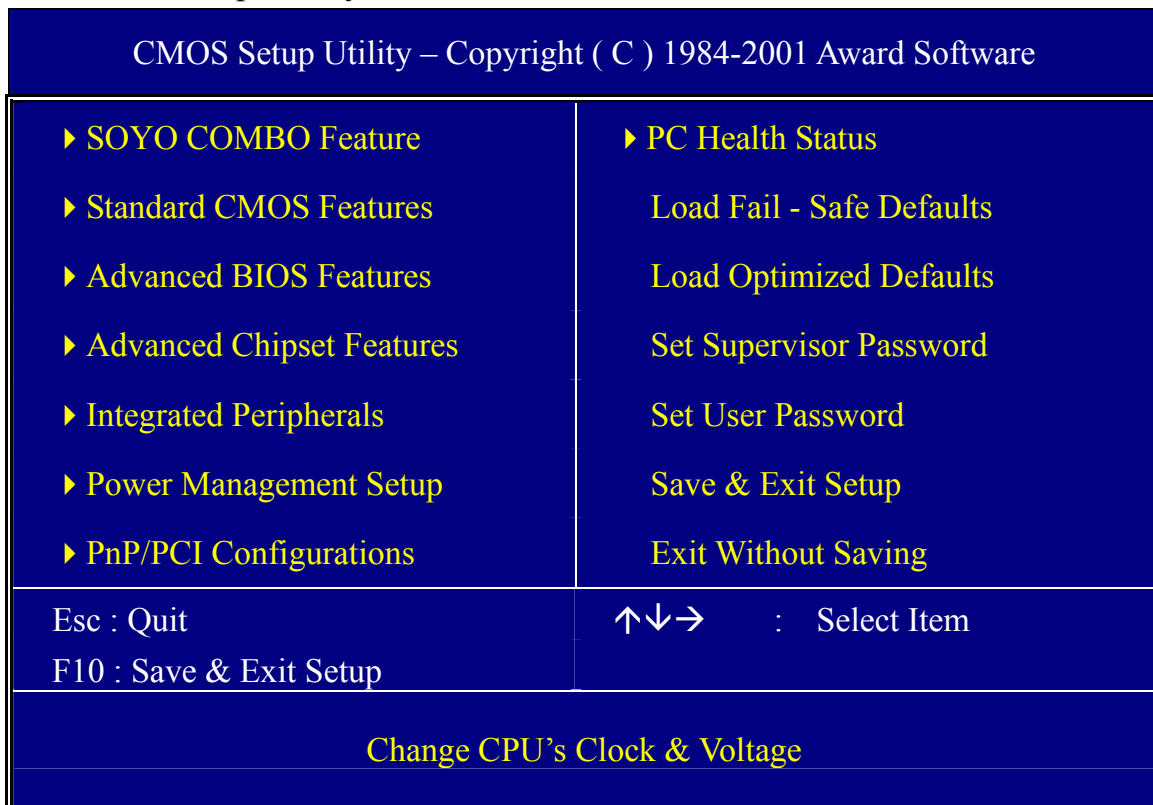 CMOS Setup Utility – Copyright ( C ) 1984-2001 Award Software
SOYO COMBO Feature
Standard CMOS Features
Advanced BIOS Features
Advanced Chipset Features
Integrated Peripherals
Power Management Setup
PnP/PCI Configurations
PC Health Status
Load Fail - Safe Defaults
Load Optimized Defaults
Set Supervisor Password
Set User Password
Save & Exit Setup
Exit Without Saving
Esc : Quit
F10 : Save & Exit Setup
↑↓→ : Select Item
Change CPU’s Clock & Voltage